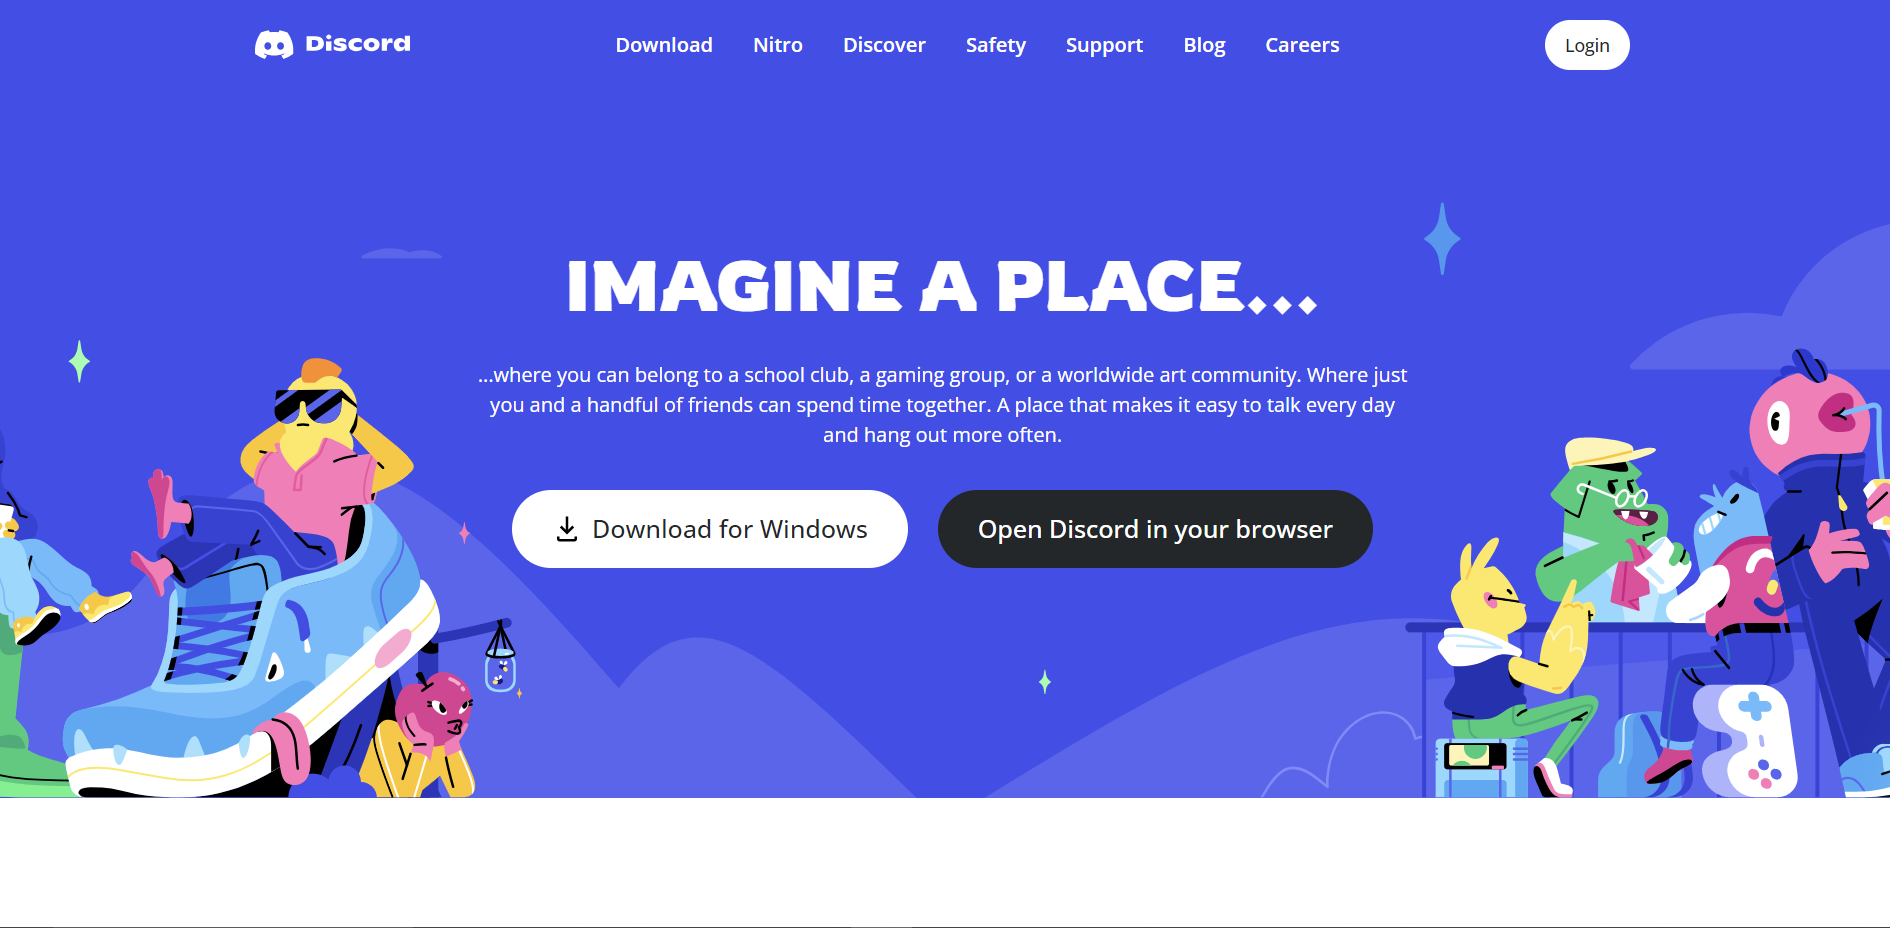 Discord
Download Nitro Discover Safety Support Blog Careers
Login
IMAGINE A PLACE...
...where you can belong to a school club, a gaming group, or a worldwide art community. Where just
you and a handful of friends can spend time together. A place that makes it easy to talk every day
and hang out more often.
Download for Windows
Open Discord in your browser